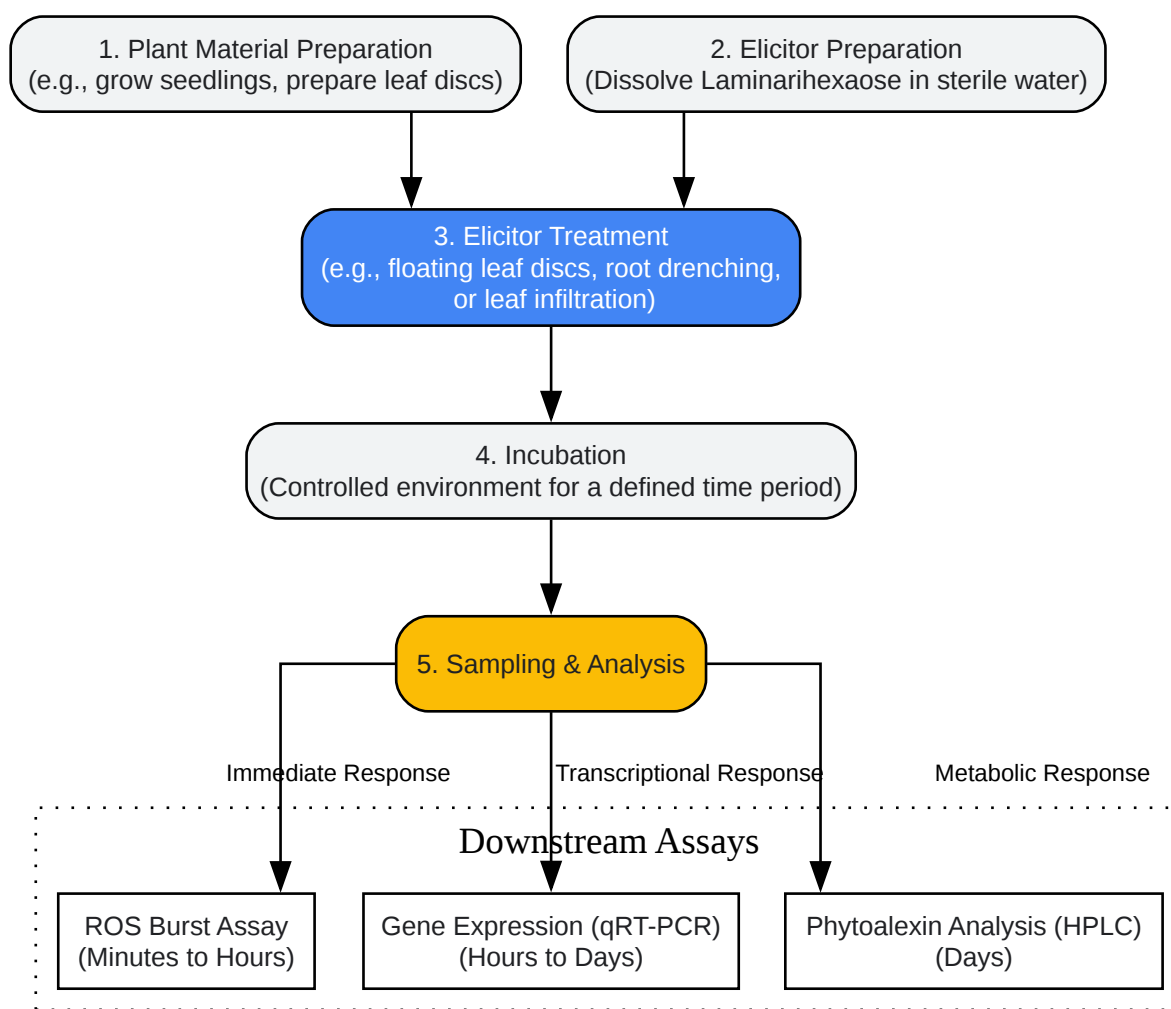 1. Plant Material Preparation
(e.g., grow seedlings, prepare leaf discs)
2. Elicitor Preparation
(Dissolve Laminarihexaose in sterile water)
3. Elicitor Treatment
(e.g., floating leaf discs, root drenching,
or leaf infiltration)
4. Incubation
(Controlled environment for a defined time period)
5. Sampling & Analysis
Immediate Response
Transcriptional Response
Metabolic Response
Downstream Assays
ROS Burst Assay
(Minutes to Hours)
Gene Expression (qRT-PCR)
(Hours to Days)
Phytoalexin Analysis (HPLC)
(Days)